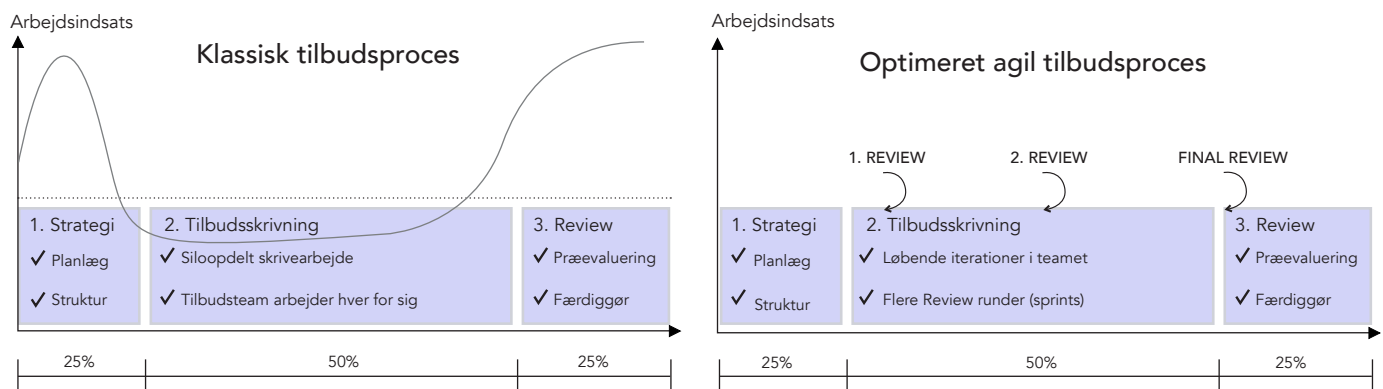 Arbejdsindsats
Klassisk tilbudsproces
1. Strategi
Planlæg
Struktur
2. Tilbudsskrivning
Siloopdelt skrivearbejde
Tilbudsteam arbejder hver for sig
3. Review
Præevaluering
Færdiggør
25%
50%
25%
Arbejdsindsats
Optimeret agil tilbudsproces
1. REVIEW
2. REVIEW
FINAL REVIEW
1. Strategi
Planlæg
Struktur
2. Tilbudsskrivning
Løbende iterationer i teamet
Flere Review runder (sprints)
3. Review
Præevaluering
Færdiggør
25%
50%
25%